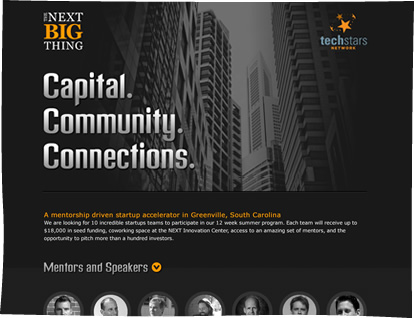 THE NEXT
BIG
THING
techstars
NETWORK
Capital.
Community.
Connections.
A mentorship driven startup accelerator in Greenville, South Carolina
We are looking for 10 incredible startups teams to participate in our 12 week summer program. Each team will receive up to
$18,000 in seed funding, coworking space at the NEXT Innovation Center, access to an amazing set of mentors, and the
opportunity to pitch more than a hundred investors.
Mentors and Speakers